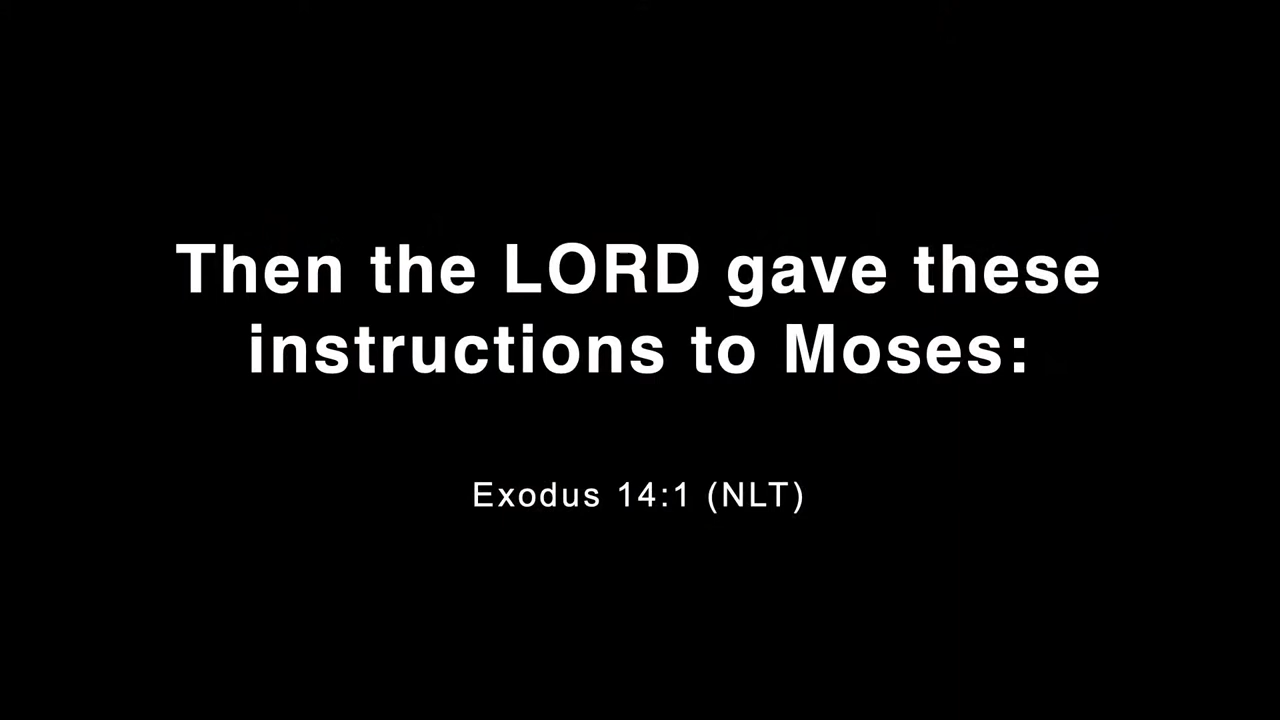 Then the LORD gave these
instructions to Moses:
Exodus 14:1 (NLT)